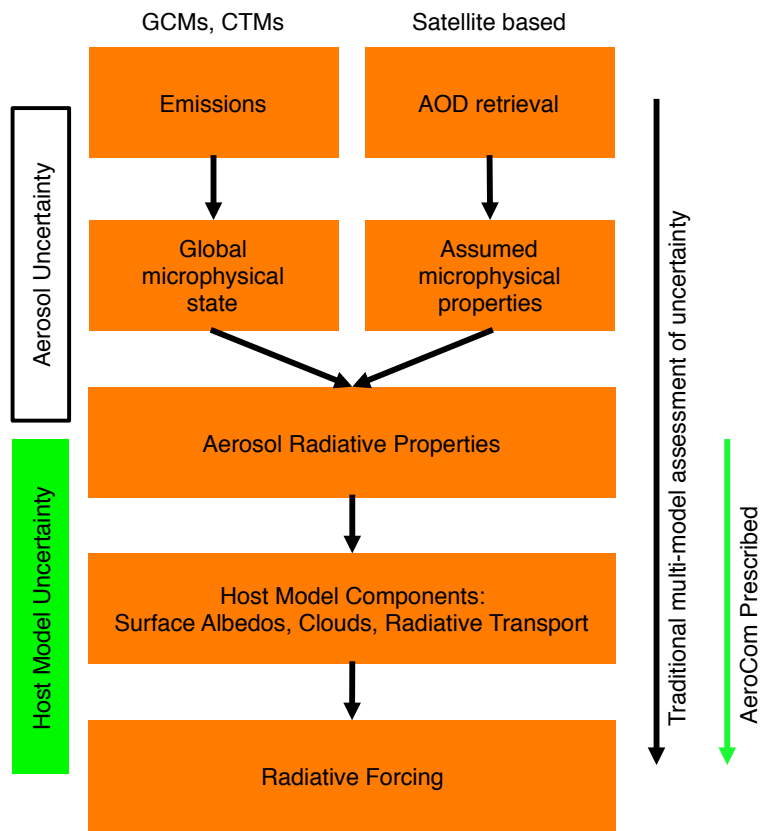 GCMs, CTMs
Satellite based
Emissions
AOD retrieval
Global
microphysical
state
Assumed
microphysical
properties
Aerosol Radiative Properties
Host Model Components:
Surface Albedos, Clouds, Radiative Transport
Radiative Forcing
Aerosol Uncertainty
Host Model Uncertainty
Traditional multi-model assessment of uncertainty
AeroCom Prescribed